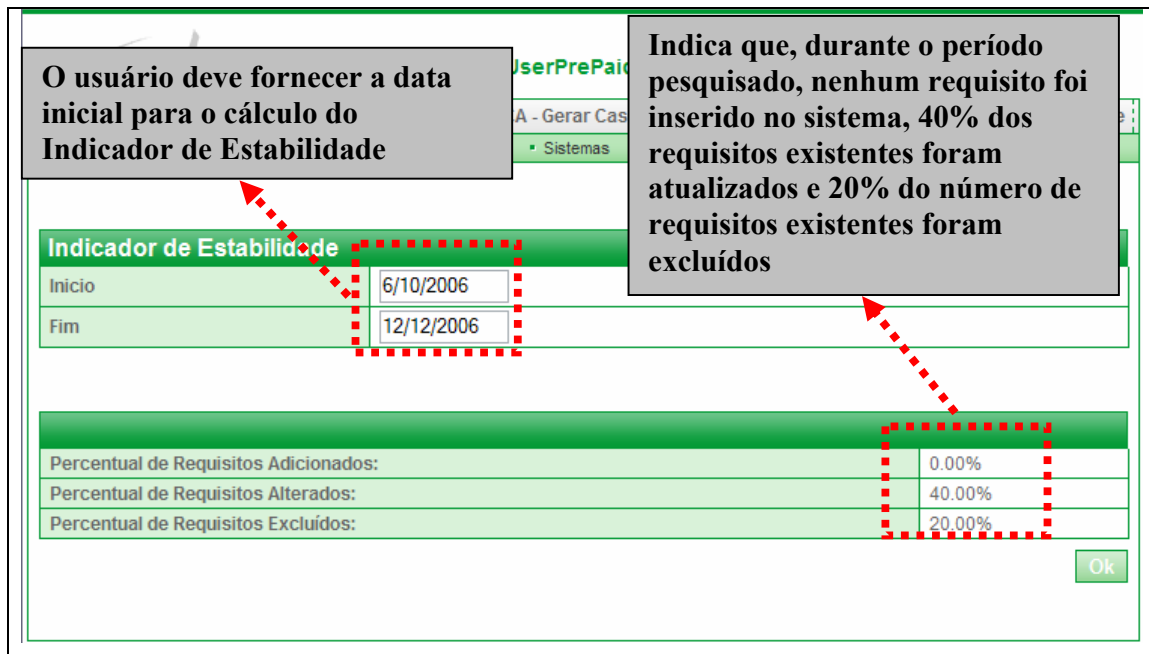 O usuário deve fornecer a data
inicial para o cálculo do
Indicador de Estabilidade
Indica que, durante o período
pesquisado, nenhum requisito foi
inserido no sistema, 40% dos
requisitos existentes foram
atualizados e 20% do número de
requisitos existentes foram
excluídos
UserPrePaid
A - Gerar Cas
Sistemas
Indicador de Estabilidade
Inicio 6/10/2006
Fim 12/12/2006
Percentual de Requisitos Adicionados: 0.00%
Percentual de Requisitos Alterados: 40.00%
Percentual de Requisitos Excluídos: 20.00%
Ok